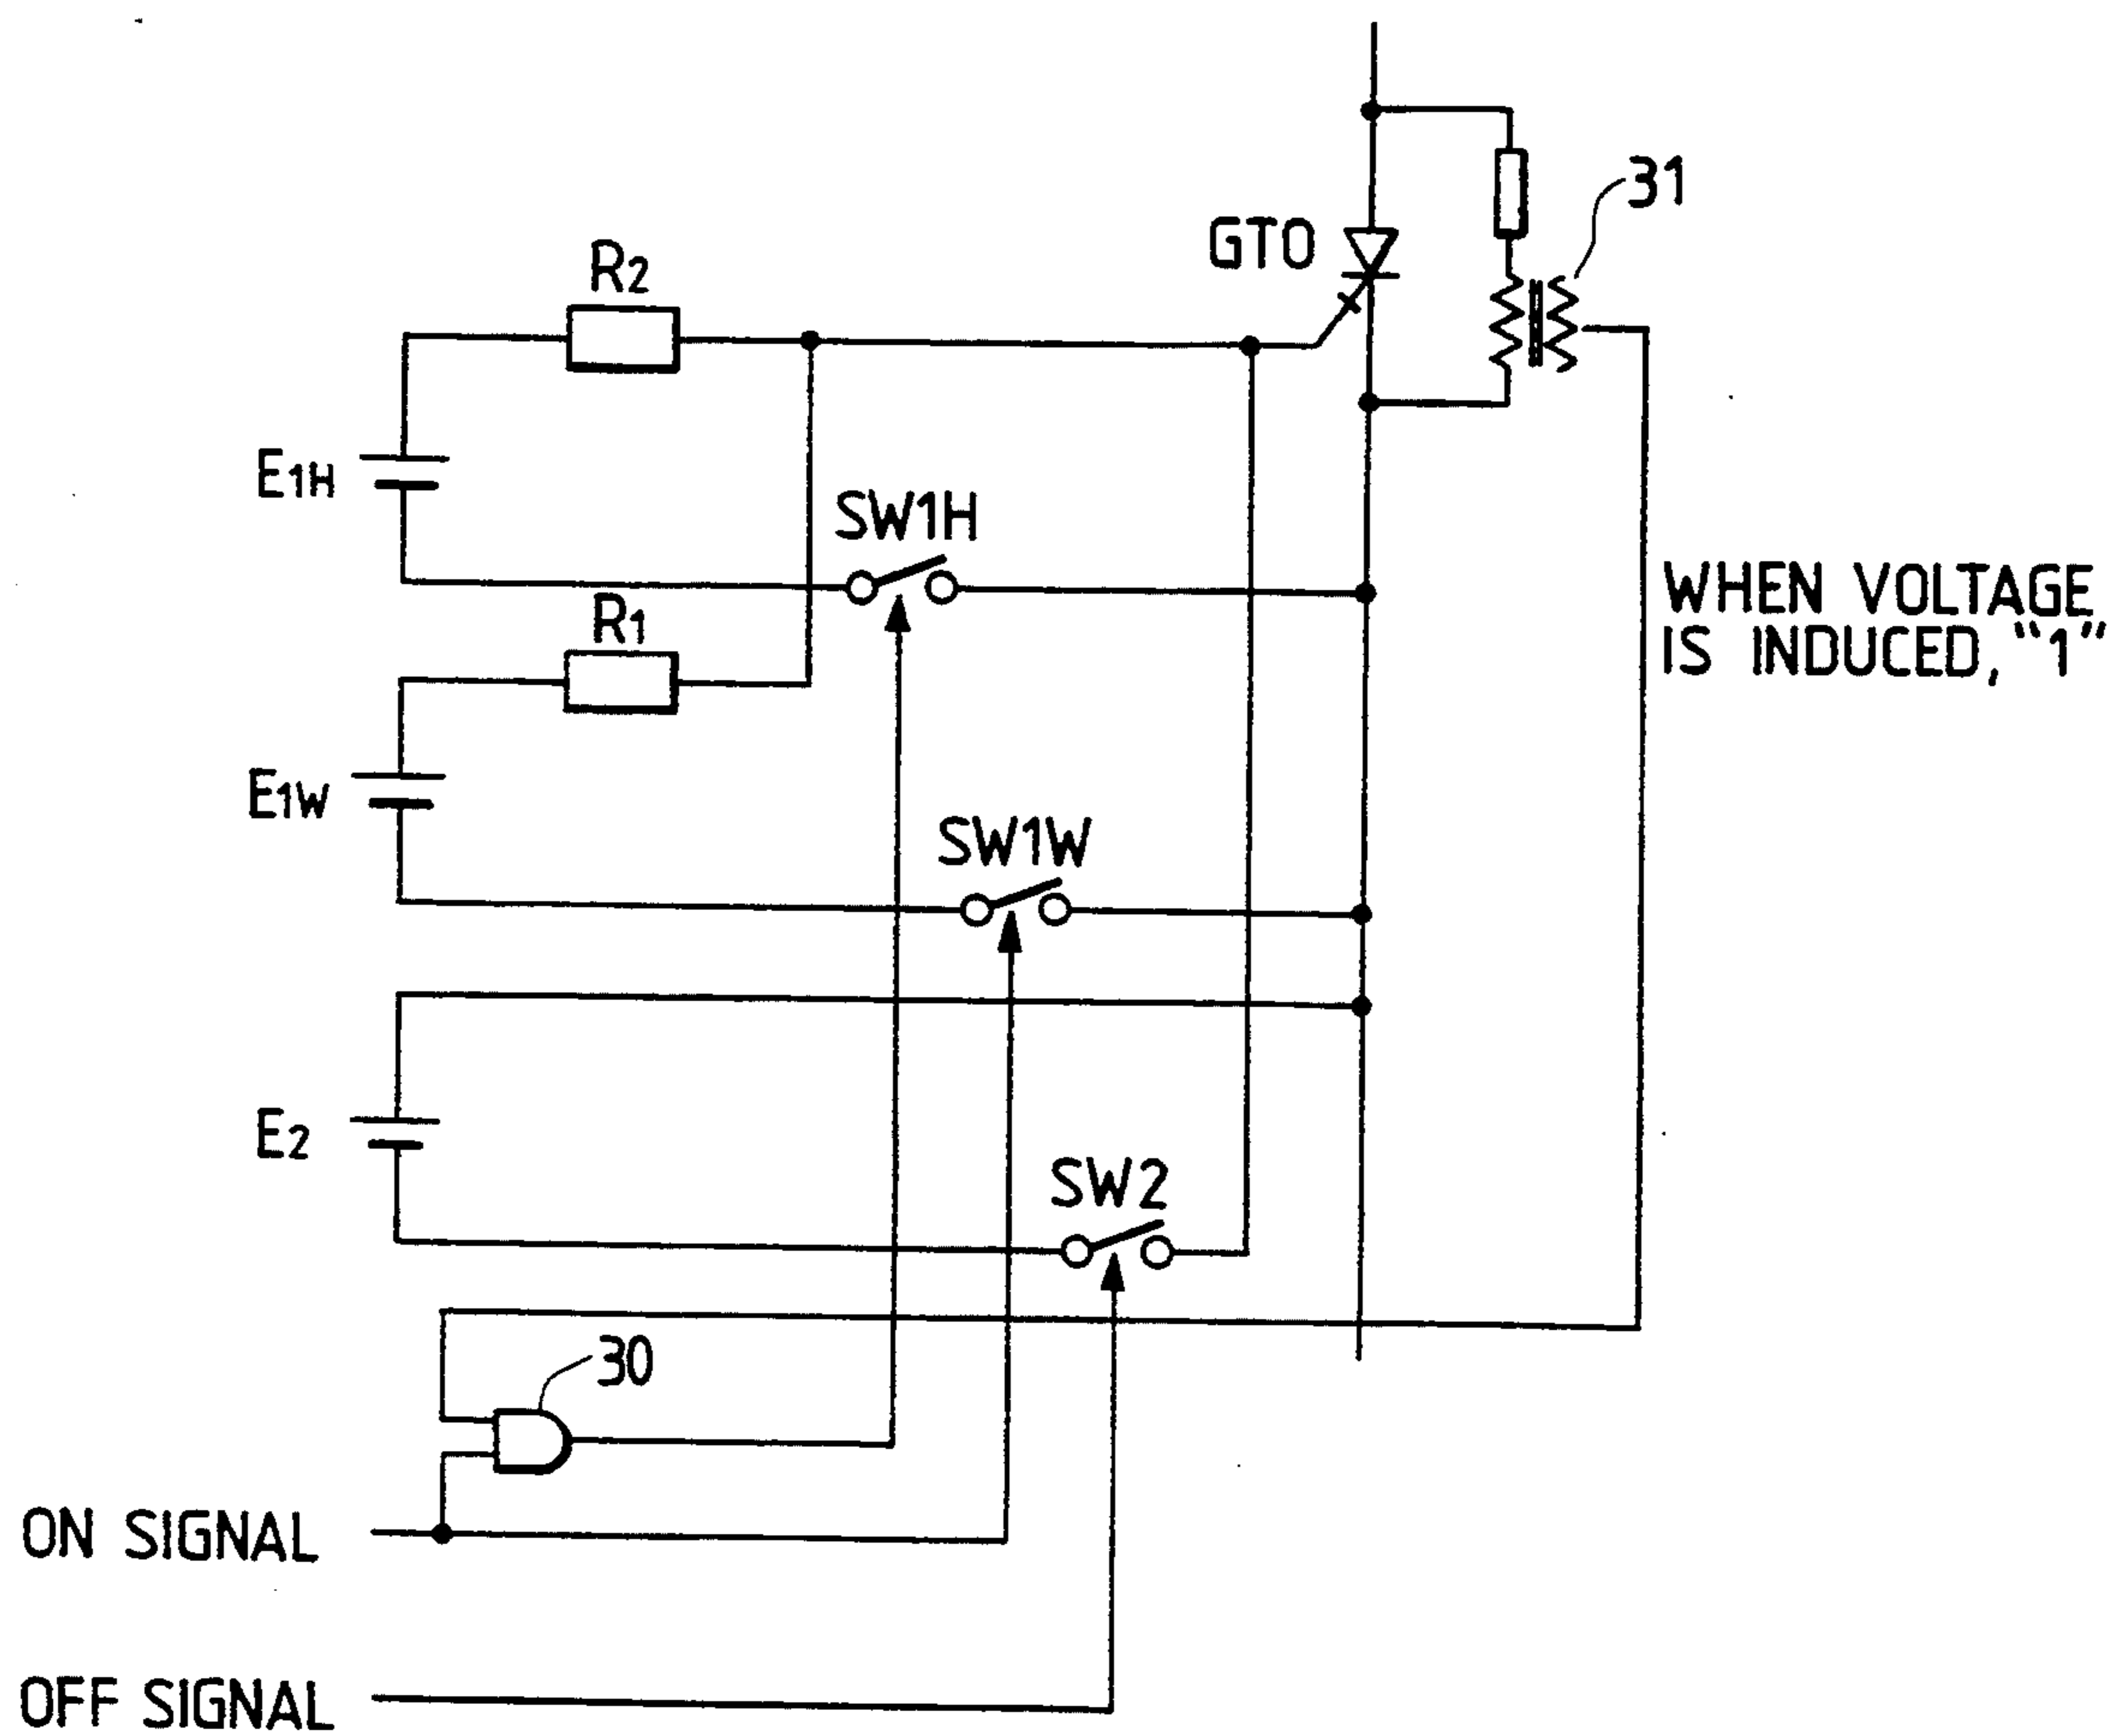 31
GTO
R2
E1H
SW1H
WHEN VOLTAGE
IS INDUCED, "1"
R1
E1W
SW1W
E2
SW2
30
ON SIGNAL
OFF SIGNAL